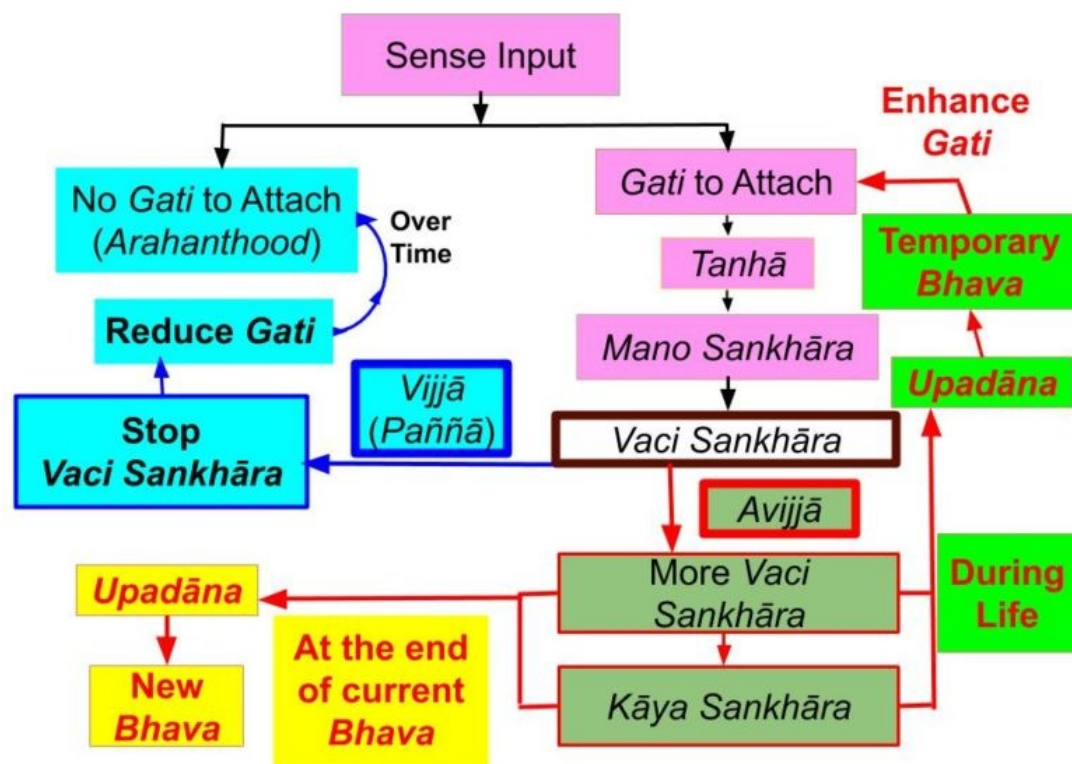 Sense Input
Enhance
Gati
No Gati to Attach
(Arahanthood)
Over
Time
Gati to Attach
Temporary
Bhava
Tanhā
Reduce Gati
Mano Sankhāra
Upadāna
Vijjā
(Paññā)
Stop
Vaci Sankhāra
Vaci Sankhāra
Avijjā
More Vaci
Sankhāra
During
Life
Upadāna
At the end
of current
Bhava
New
Bhava
Kāya Sankhāra